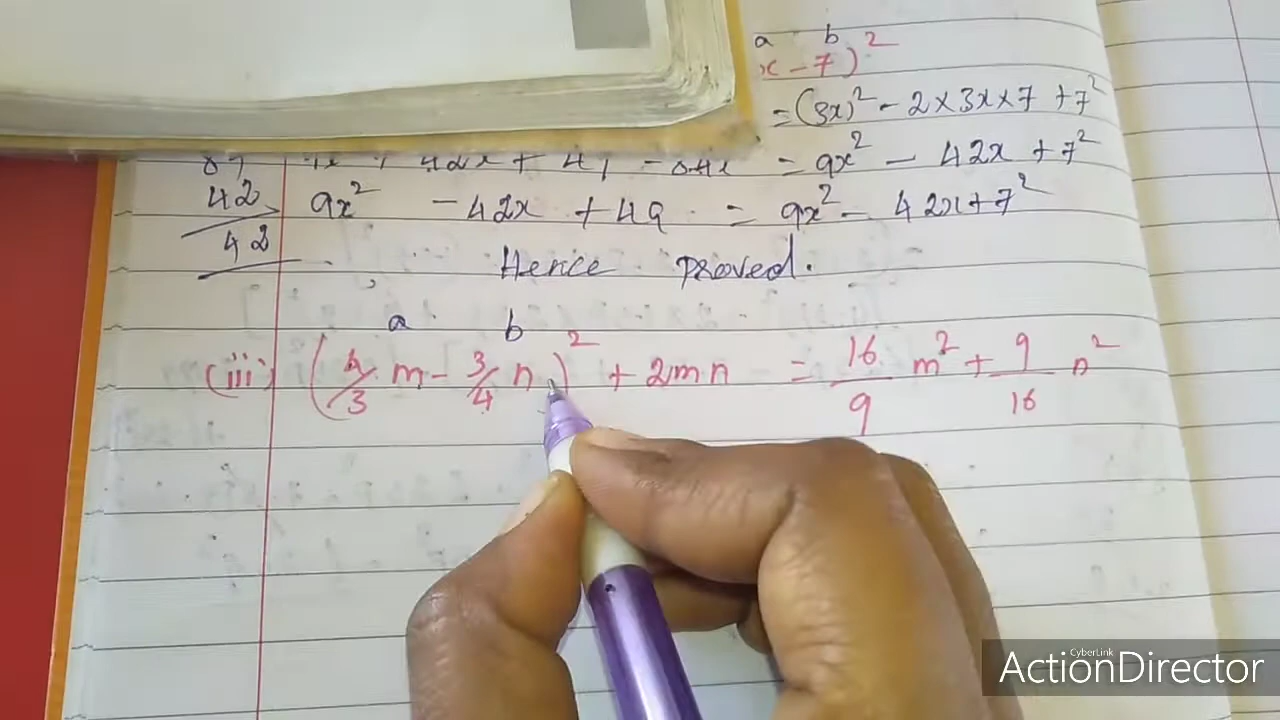 a b
x - 7)²
= (3x)² - 2 × 3x × 7 + 7²
= 9x² - 42x + 7²
42
9x² - 42x + 49 = 9x² - 42x + 7²
42
Hence proved.
a b
(iii) (4/3 m - 3/4 n)² + 2mn = 16/9 m² + 9/16 n²
CyberLink
ActionDirector